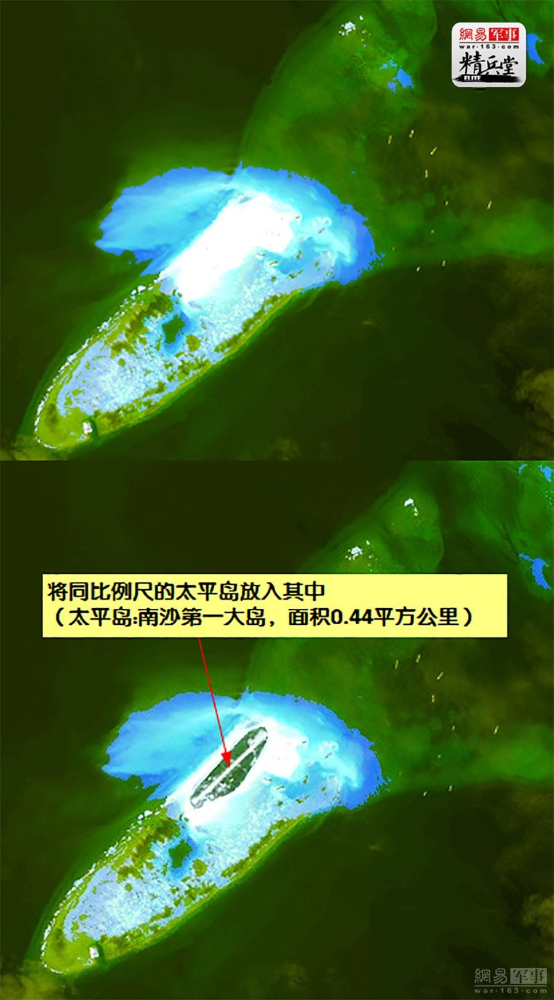 網易 军事
war·163·com
精兵堂
ELITE
将同比例尺的太平岛放入其中
（太平岛:南沙第一大岛，面积0.44平方公里）
網易 军事
war·163·com